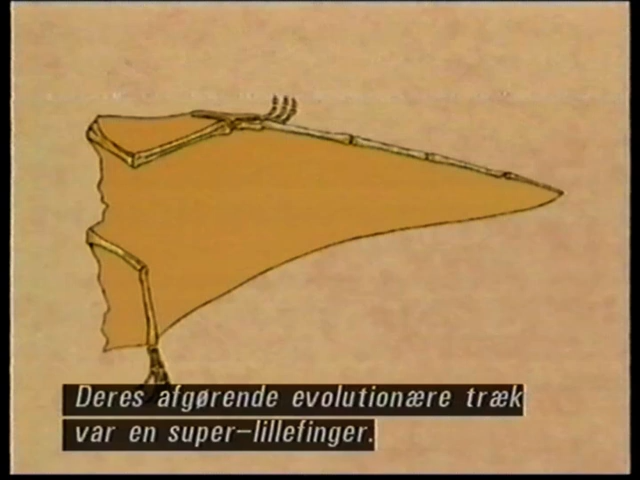 Deres afgørende evolutionære træk
var en super-lillefinger.